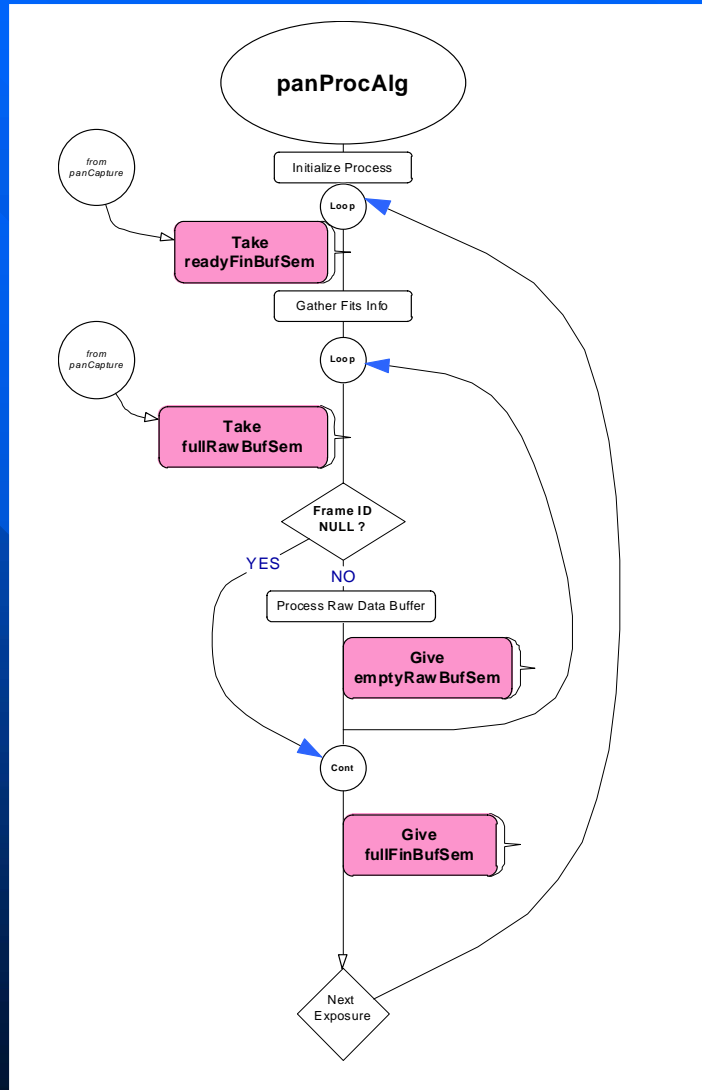 panProcAlg
from
panCapture
Initialize Process
Loop
Take
readyFinBufSem
Gather Fits Info
from
panCapture
Loop
Take
fullRawBufSem
Frame ID
NULL ?
YES
NO
Process Raw Data Buffer
Give
emptyRawBufSem
Cont
Give
fullFinBufSem
Next
Exposure